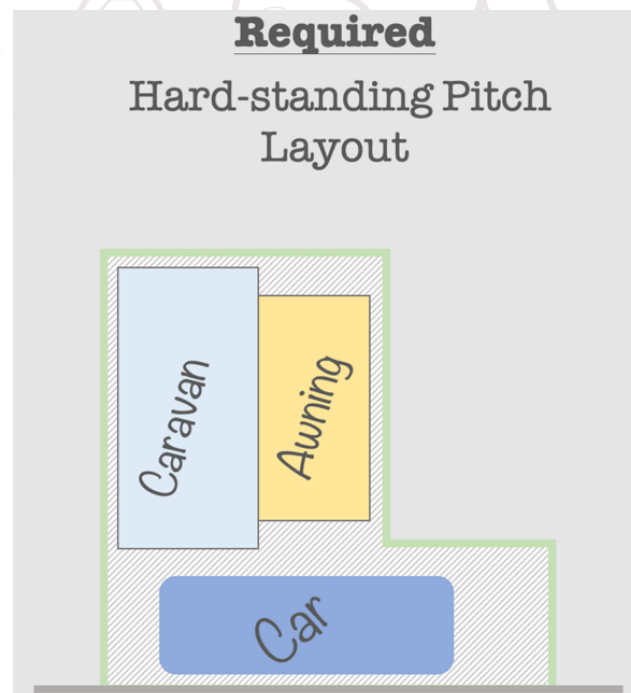 Required
Hard-standing Pitch
Layout
Caravan
Awning
Car